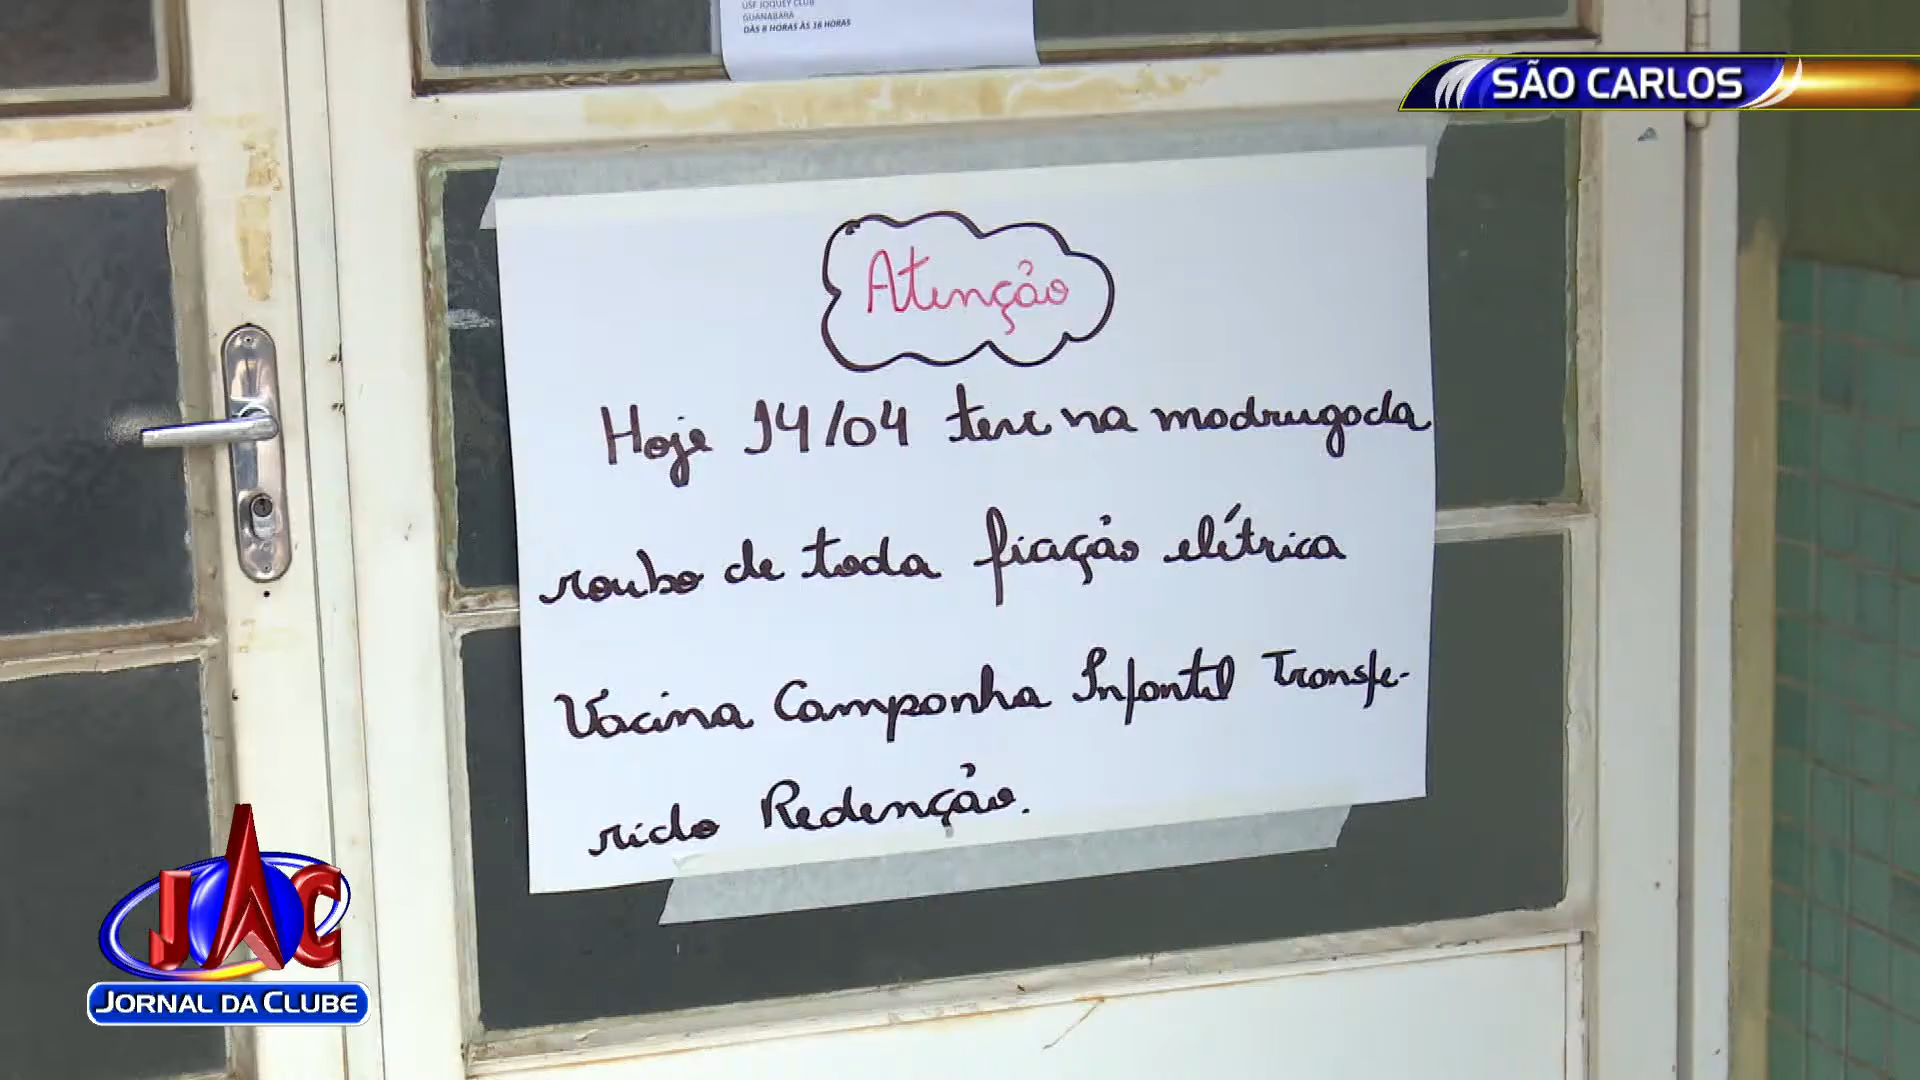 USF JOQUEY CLUB
GUANABARA
DAS 8 HORAS ÀS 16 HORAS
SÃO CARLOS
Atenção
Hoje 14/04 teve na madrugada
roubo de toda fiação elétrica
Vacina Campanha Infantil Transfe-
rido Redenção.
JAC
JORNAL DA CLUBE